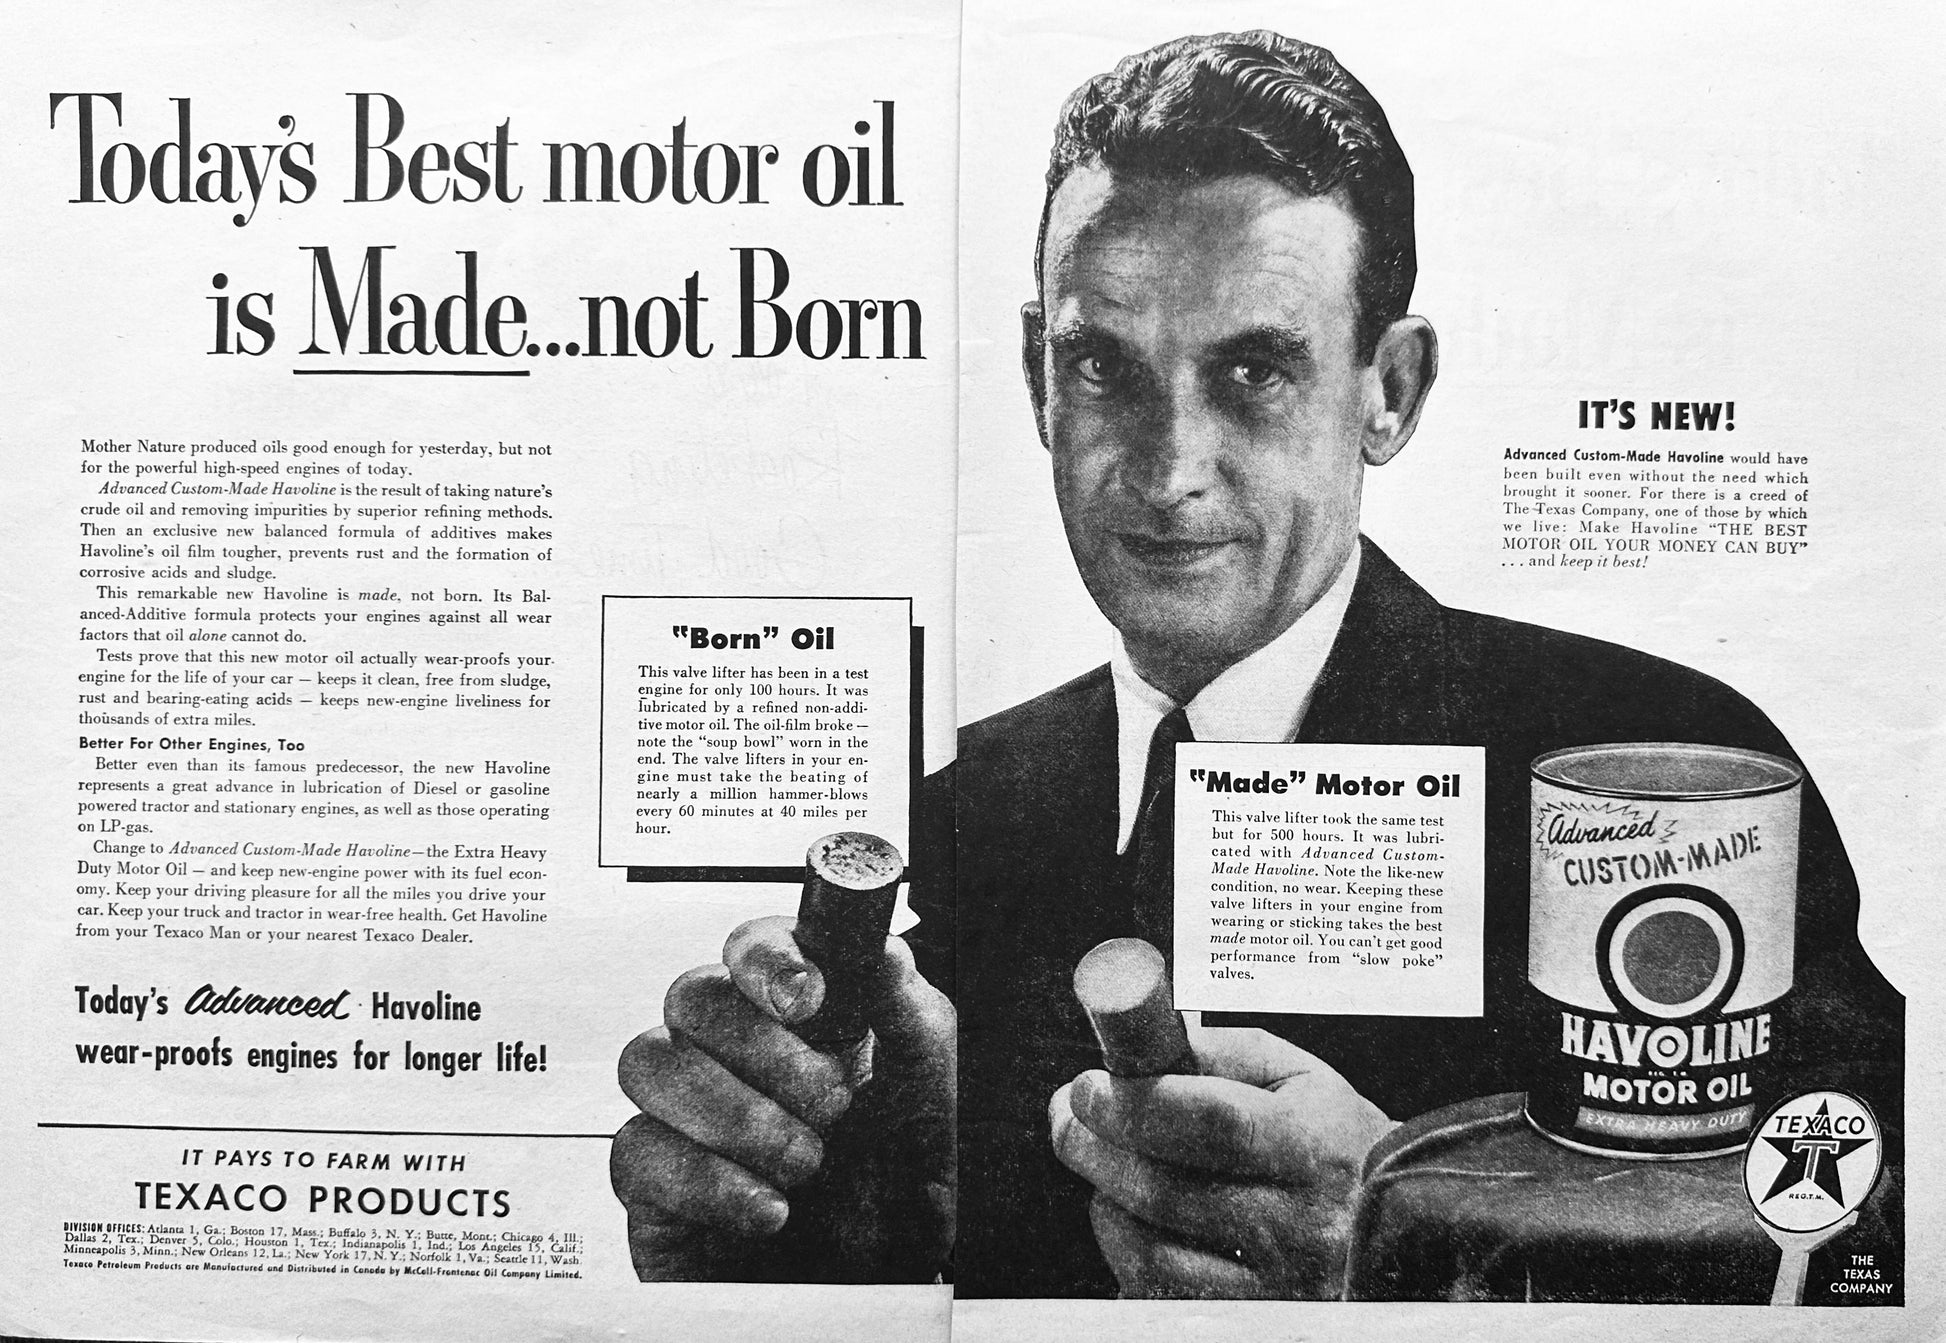 Today's Best motor oil
is Made...not Born
Mother Nature produced oils good enough for yesterday, but not
for the powerful high-speed engines of today.
Advanced Custom-Made Havoline is the result of taking nature's
crude oil and removing impurities by superior refining methods.
Then an exclusive new balanced formula of additives makes
Havoline's oil film tougher, prevents rust and the formation of
corrosive acids and sludge.
This remarkable new Havoline is made, not born. Its Bal-
anced-Additive formula protects your engines against all wear
factors that oil alone cannot do.
Tests prove that this new motor oil actually wear-proofs your
engine for the life of your car — keeps it clean, free from sludge,
rust and bearing-eating acids — keeps new-engine liveliness for
thousands of extra miles.
Better For Other Engines, Too
Better even than its famous predecessor, the new Havoline
represents a great advance in lubrication of Diesel or gasoline
powered tractor and stationary engines, as well as those operating
on LP-gas.
Change to Advanced Custom-Made Havoline—the Extra Heavy
Duty Motor Oil — and keep new-engine power with its fuel econ-
omy. Keep your driving pleasure for all the miles you drive your
car. Keep your truck and tractor in wear-free health. Get Havoline
from your Texaco Man or your nearest Texaco Dealer.
Today's Advanced Havoline
wear-proofs engines for longer life!
IT PAYS TO FARM WITH
TEXACO PRODUCTS
DIVISION OFFICES: Atlanta 1, Ga.; Boston 17, Mass.; Buffalo 3, N. Y.; Butte, Mont.; Chicago 4, Ill.;
Dallas 2, Tex.; Denver 5, Colo.; Houston 1, Tex.; Indianapolis 1, Ind.; Los Angeles 15, Calif.;
Minneapolis 3, Minn.; New Orleans 12, La.; New York 17, N. Y.; Norfolk 1, Va.; Seattle 11, Wash.
Texaco Petroleum Products are Manufactured and Distributed in Canada by McColl-Frontenac Oil Company Limited.
"Born" Oil
This valve lifter has been in a test
engine for only 100 hours. It was
lubricated by a refined non-addi-
tive motor oil. The oil-film broke —
note the "soup bowl" worn in the
end. The valve lifters in your en-
gine must take the beating of
nearly a million hammer-blows
every 60 minutes at 40 miles per
hour.
"Made" Motor Oil
This valve lifter took the same test
but for 500 hours. It was lubri-
cated with Advanced Custom-
Made Havoline. Note the like-new
condition, no wear. Keeping these
valve lifters in your engine from
wearing or sticking takes the best
made motor oil. You can't get good
performance from "slow poke"
valves.
IT'S NEW!
Advanced Custom-Made Havoline would have
been built even without the need which
brought it sooner. For there is a creed of
The Texas Company, one of those by which
we live: Make Havoline "THE BEST
MOTOR OIL YOUR MONEY CAN BUY"
... and keep it best!
Advanced
CUSTOM-MADE
HAVOLINE
MOTOR OIL
EXTRA HEAVY DUTY
TEXACO
T
REG.T.M.
THE
TEXAS
COMPANY